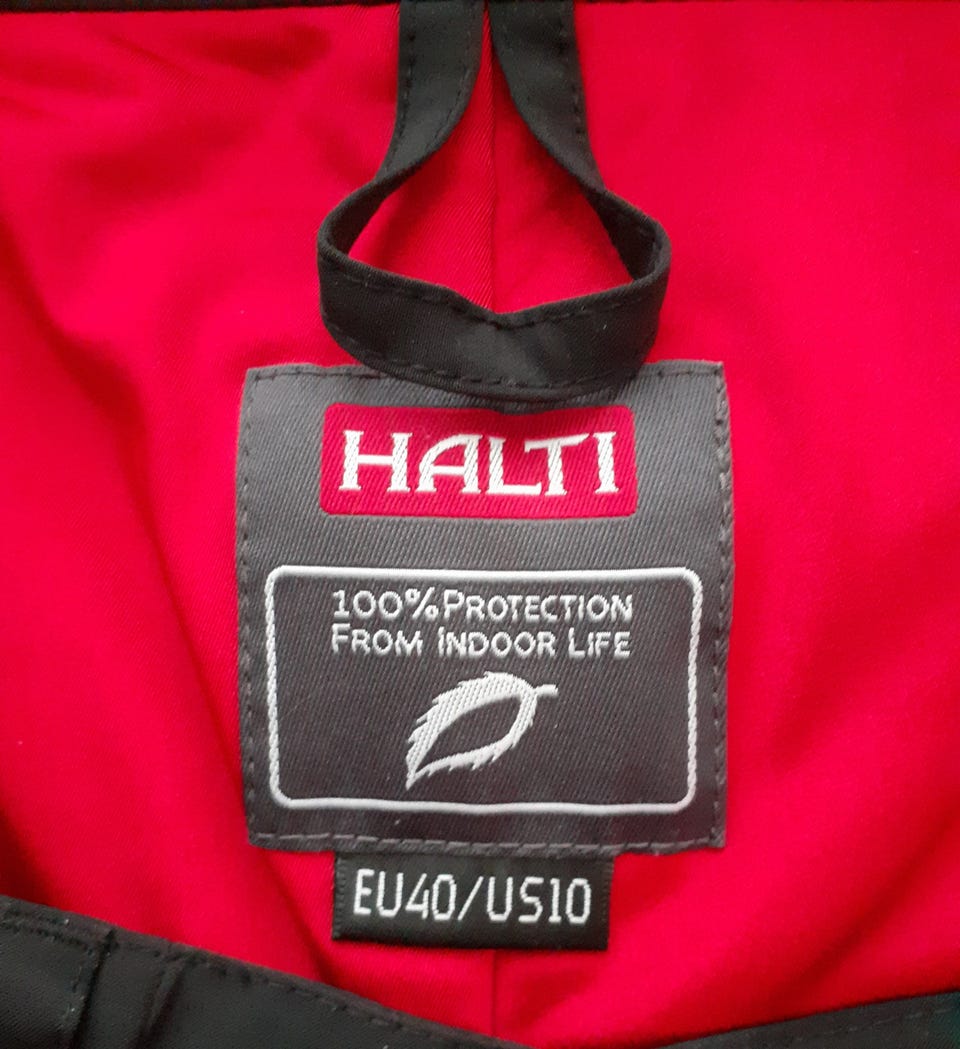 HALTI
100% PROTECTION
FROM INDOOR LIFE
EU40/US10